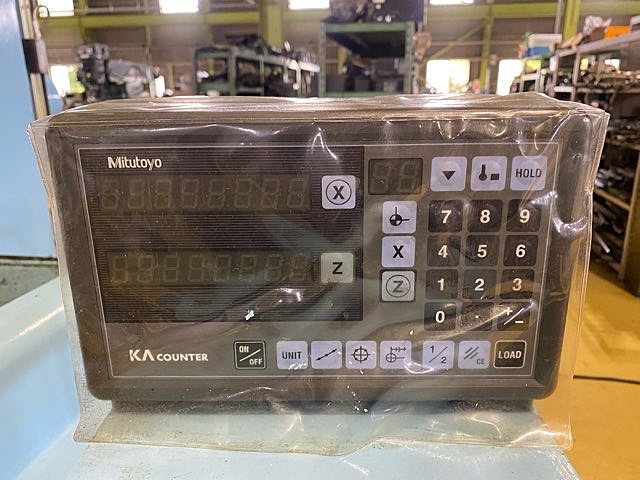 Mitutoyo
X
HOLD
7 8 9
X 4 5 6
Z
Z 1 2 3
0 . +/-
KA COUNTER
ON/OFF
UNIT
1/2
CE
LOAD